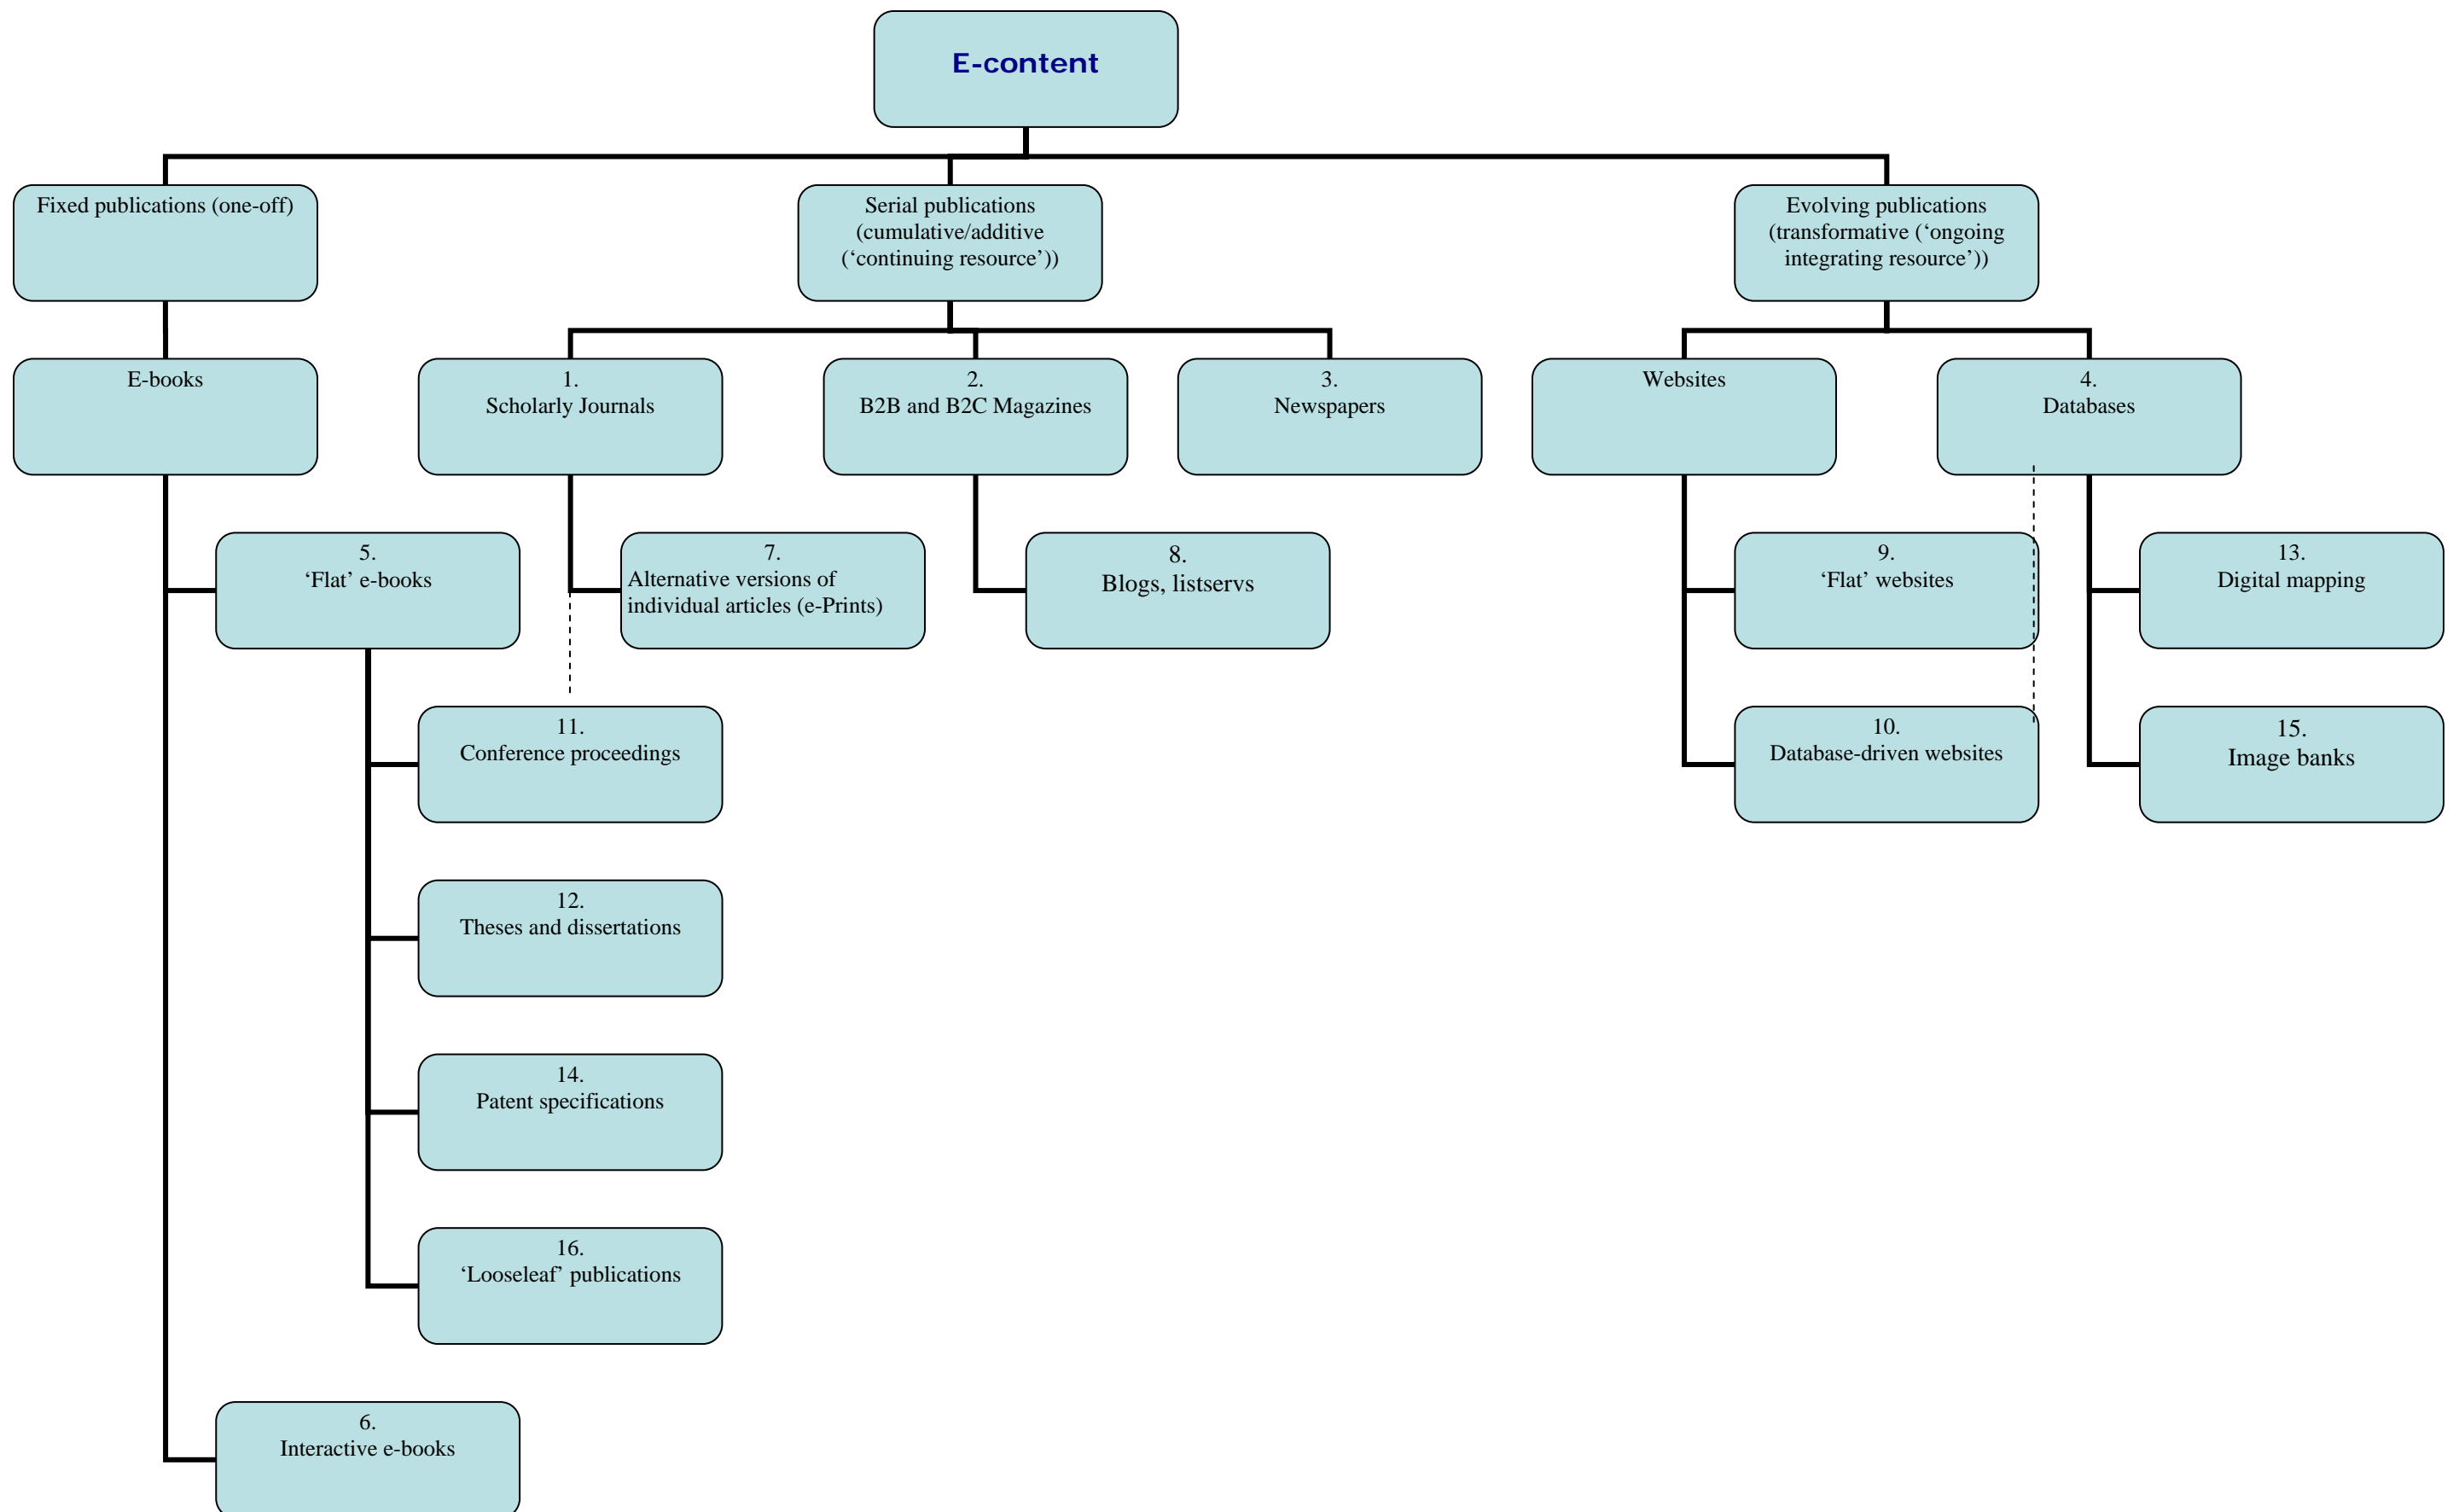 E-content
Fixed publications (one-off)
Serial publications
(cumulative/additive
(‘continuing resource’))
Evolving publications
(transformative (‘ongoing
integrating resource’))
E-books
1.
Scholarly Journals
2.
B2B and B2C Magazines
3.
Newspapers
Websites
4.
Databases
5.
‘Flat’ e-books
7.
Alternative versions of
individual articles (e-Prints)
8.
Blogs, listservs
9.
‘Flat’ websites
13.
Digital mapping
11.
Conference proceedings
10.
Database-driven websites
15.
Image banks
12.
Theses and dissertations
14.
Patent specifications
16.
‘Looseleaf’ publications
6.
Interactive e-books